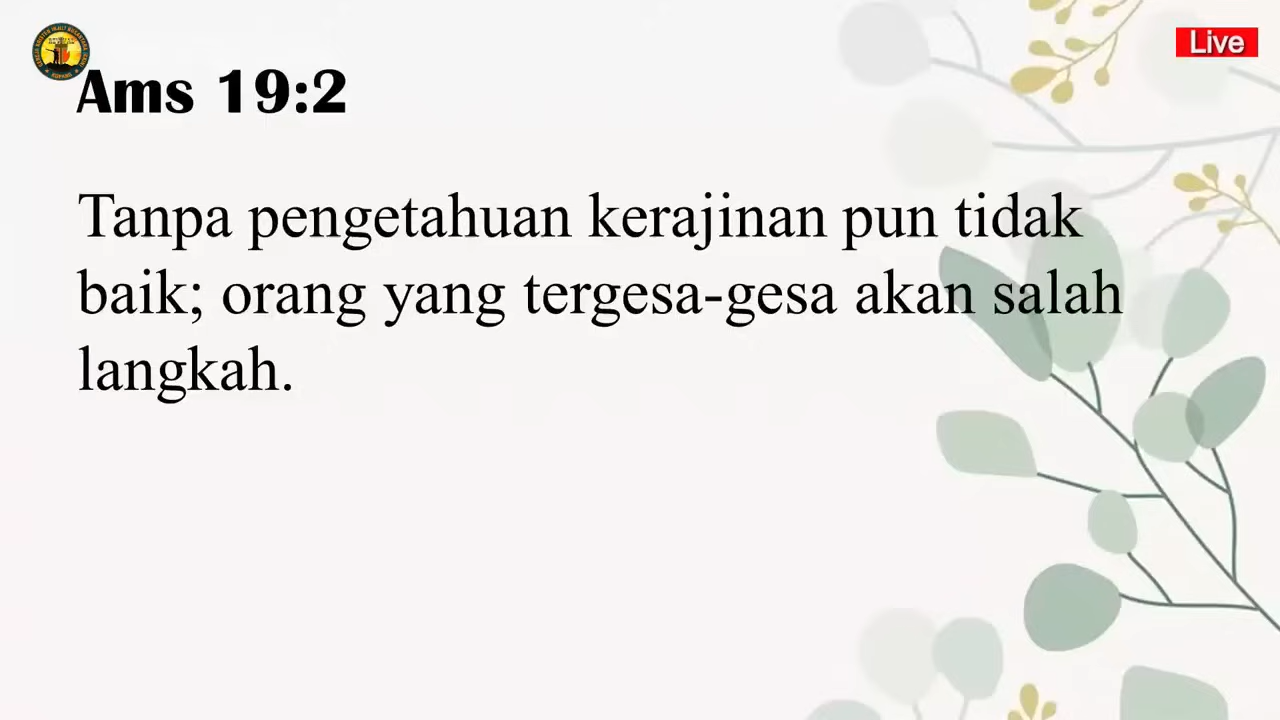 Live
Ams 19:2
Tanpa pengetahuan kerajinan pun tidak
baik; orang yang tergesa-gesa akan salah
langkah.